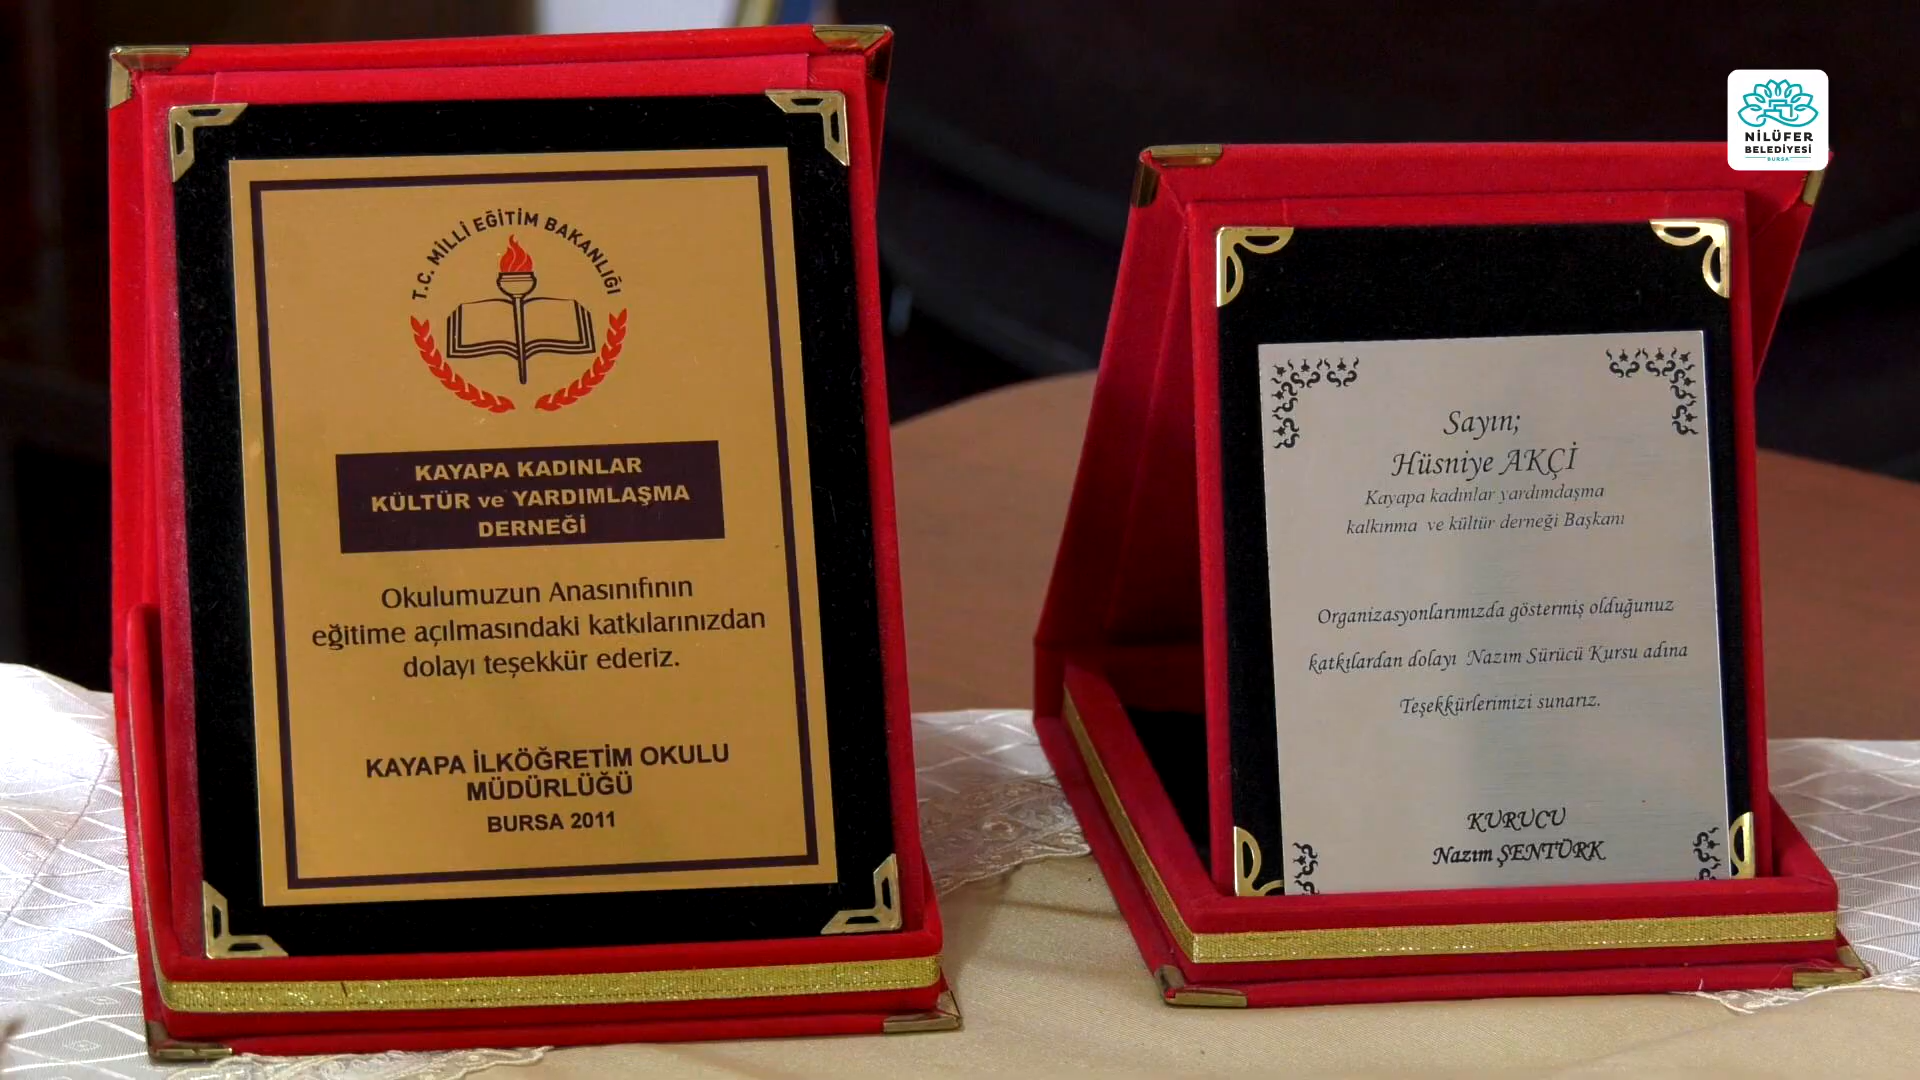 T.C. MİLLÎ EĞİTİM BAKANLIĞI
KAYAPA KADINLAR
KÜLTÜR ve YARDIMLAŞMA
DERNEĞİ
Okulumuzun Anasınıfının
eğitime açılmasındaki katkılarınızdan
dolayı teşekkür ederiz.
KAYAPA İLKÖĞRETİM OKULU
MÜDÜRLÜĞÜ
BURSA 2011
Sayın;
Hüsniye AKÇİ
Kayapa kadınlar yardımdaşma
kalkınma ve kültür derneği Başkanı
Organizasyonlarımızda göstermiş olduğunuz
katkılardan dolayı Nazım Sürücü Kursu adına
Teşekkürlerimizi sunarız.
KURUCU
Nazım ŞENTÜRK
NİLÜFER
BELEDİYESİ
BURSA